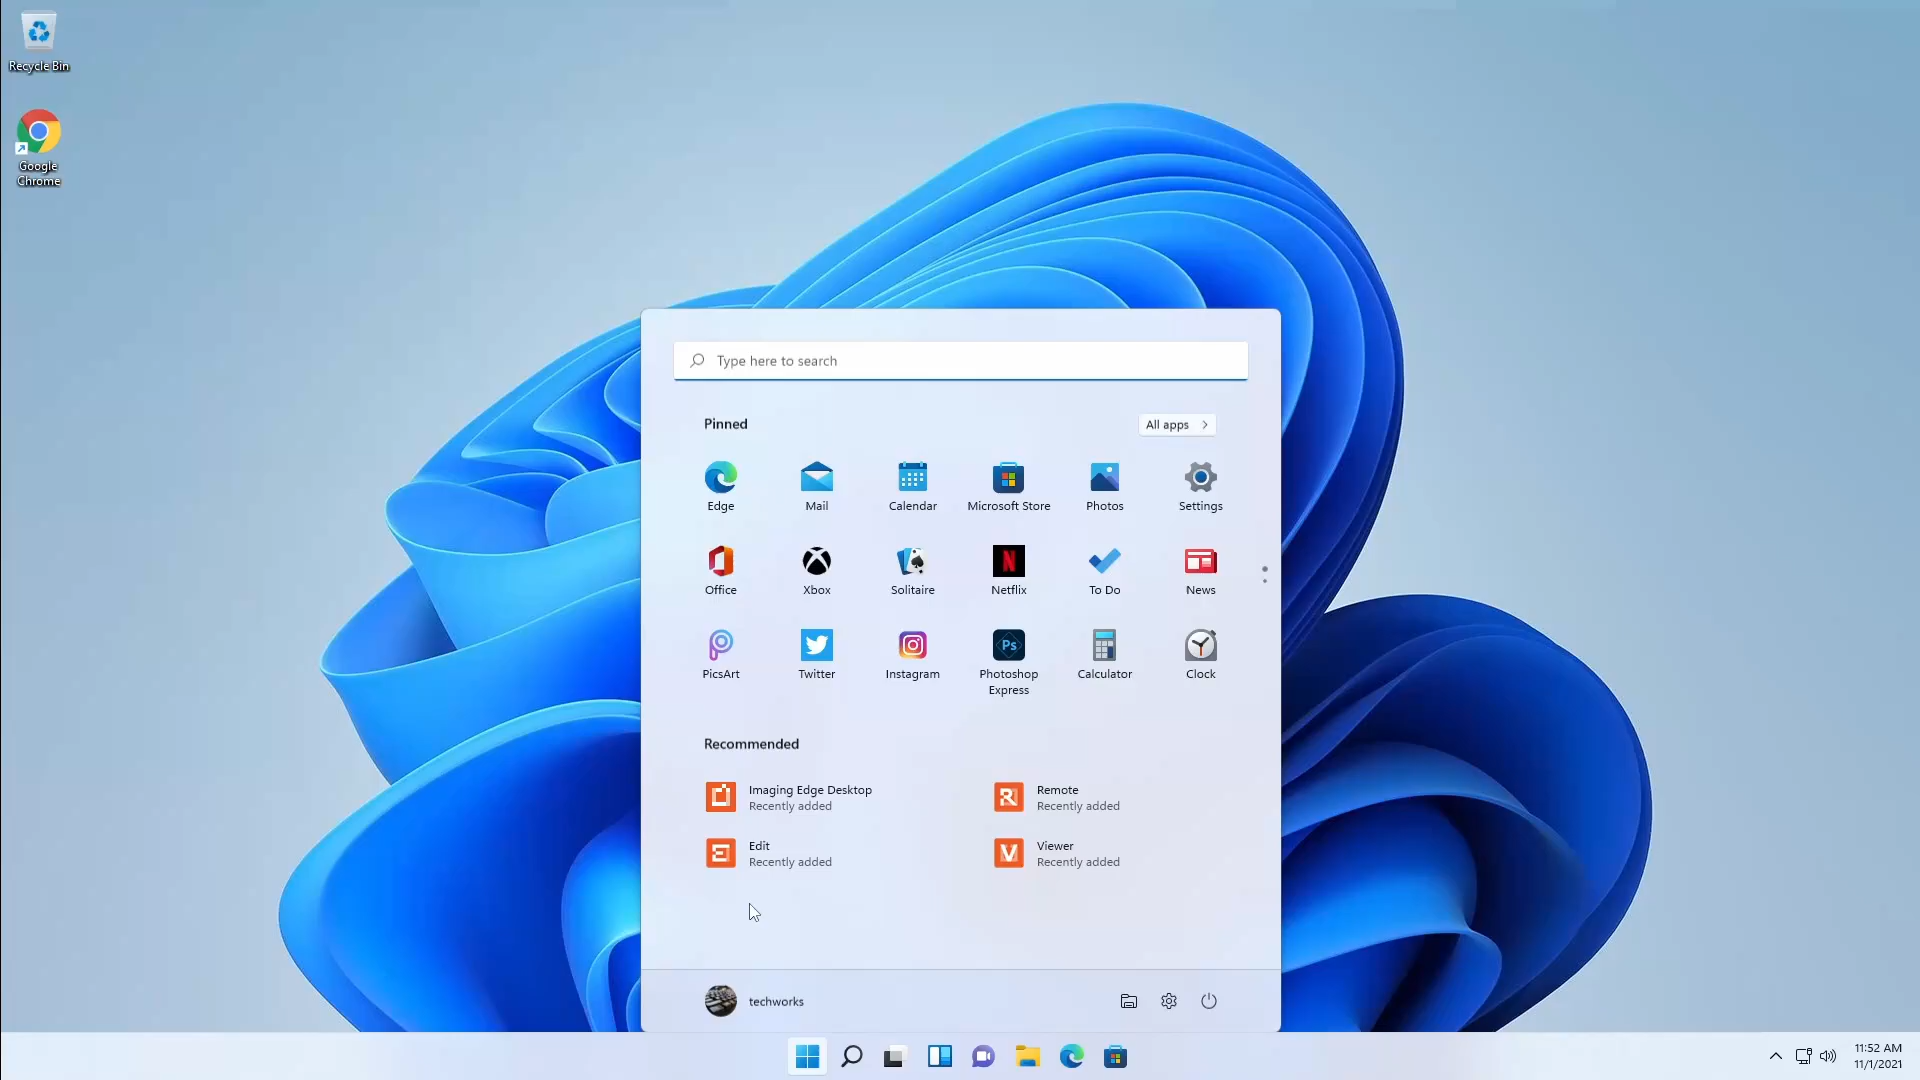 Recycle Bin
Google
Chrome
Type here to search
Pinned
All apps
Edge
Mail
Calendar
Microsoft Store
Photos
Settings
Office
Xbox
Solitaire
Netflix
To Do
News
PicsArt
Twitter
Instagram
Ps
Photoshop
Express
Calculator
Clock
Recommended
Imaging Edge Desktop
Recently added
Remote
Recently added
Edit
Recently added
Viewer
Recently added
techworks
11:52 AM
11/1/2021